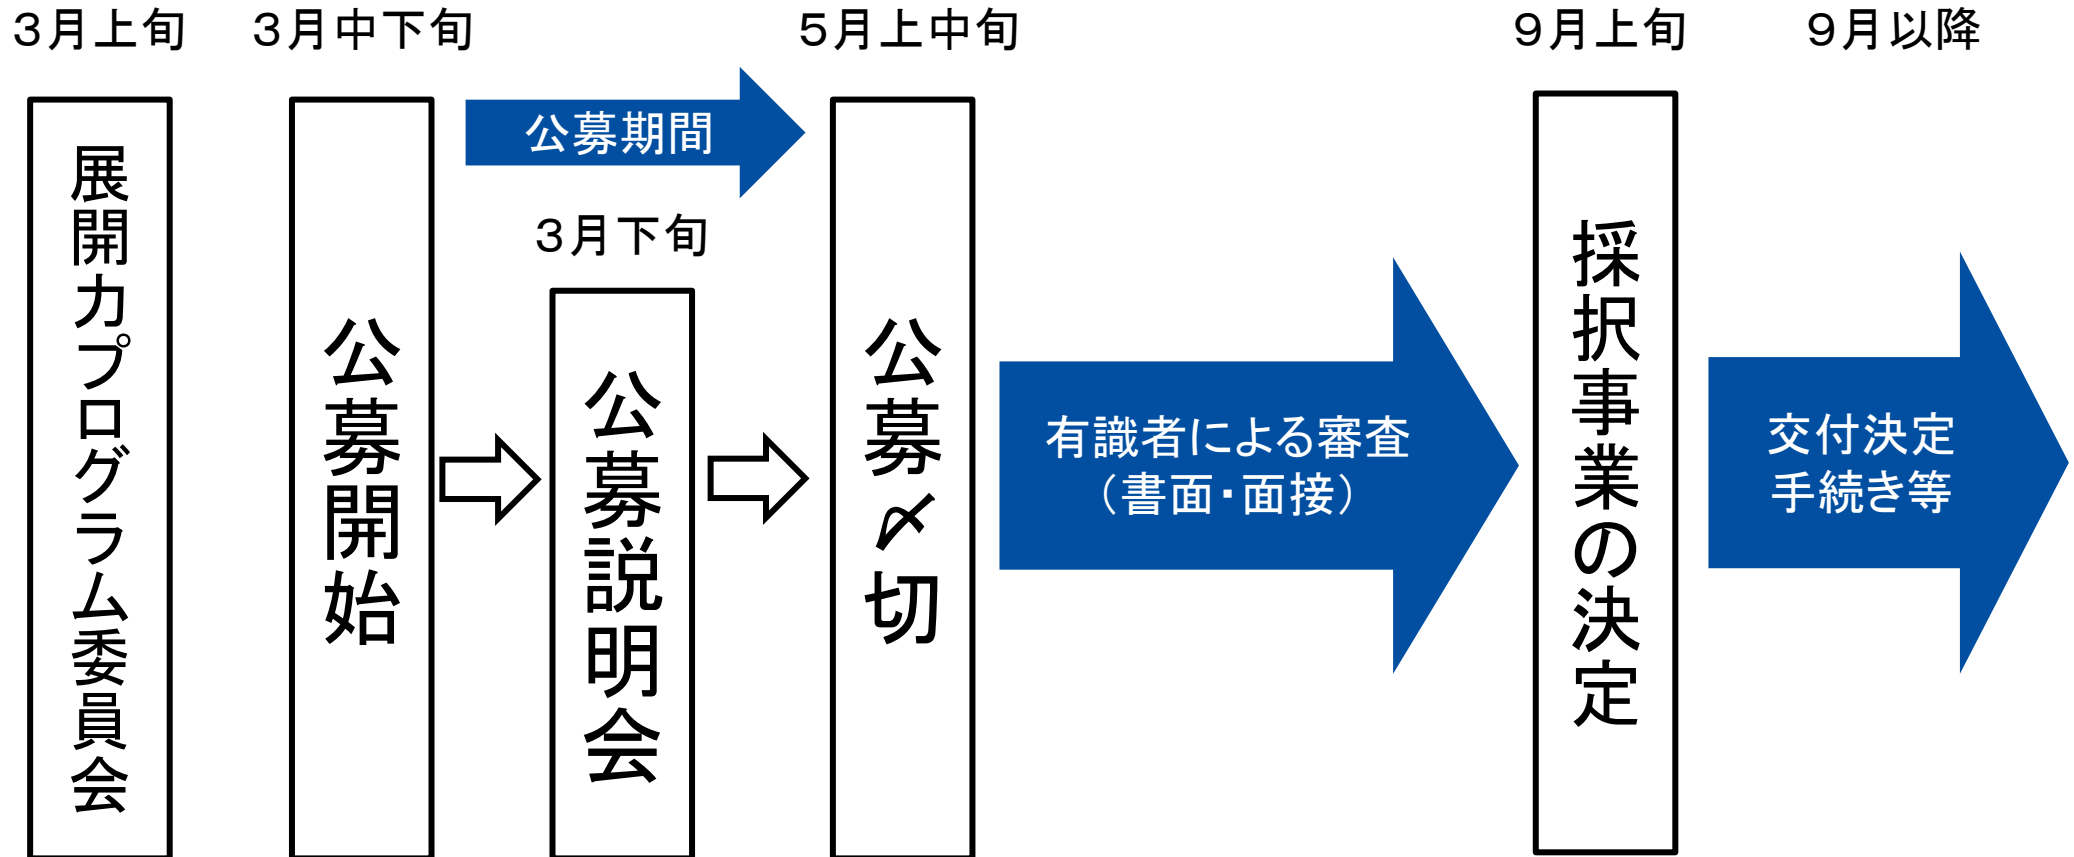 ３月上旬
３月中下旬
５月上中旬
９月上旬
９月以降
展開力プログラム委員会
公募開始
公募期間
３月下旬
公募説明会
公募〆切
有識者による審査
（書面・面接）
採択事業の決定
交付決定
手続き等